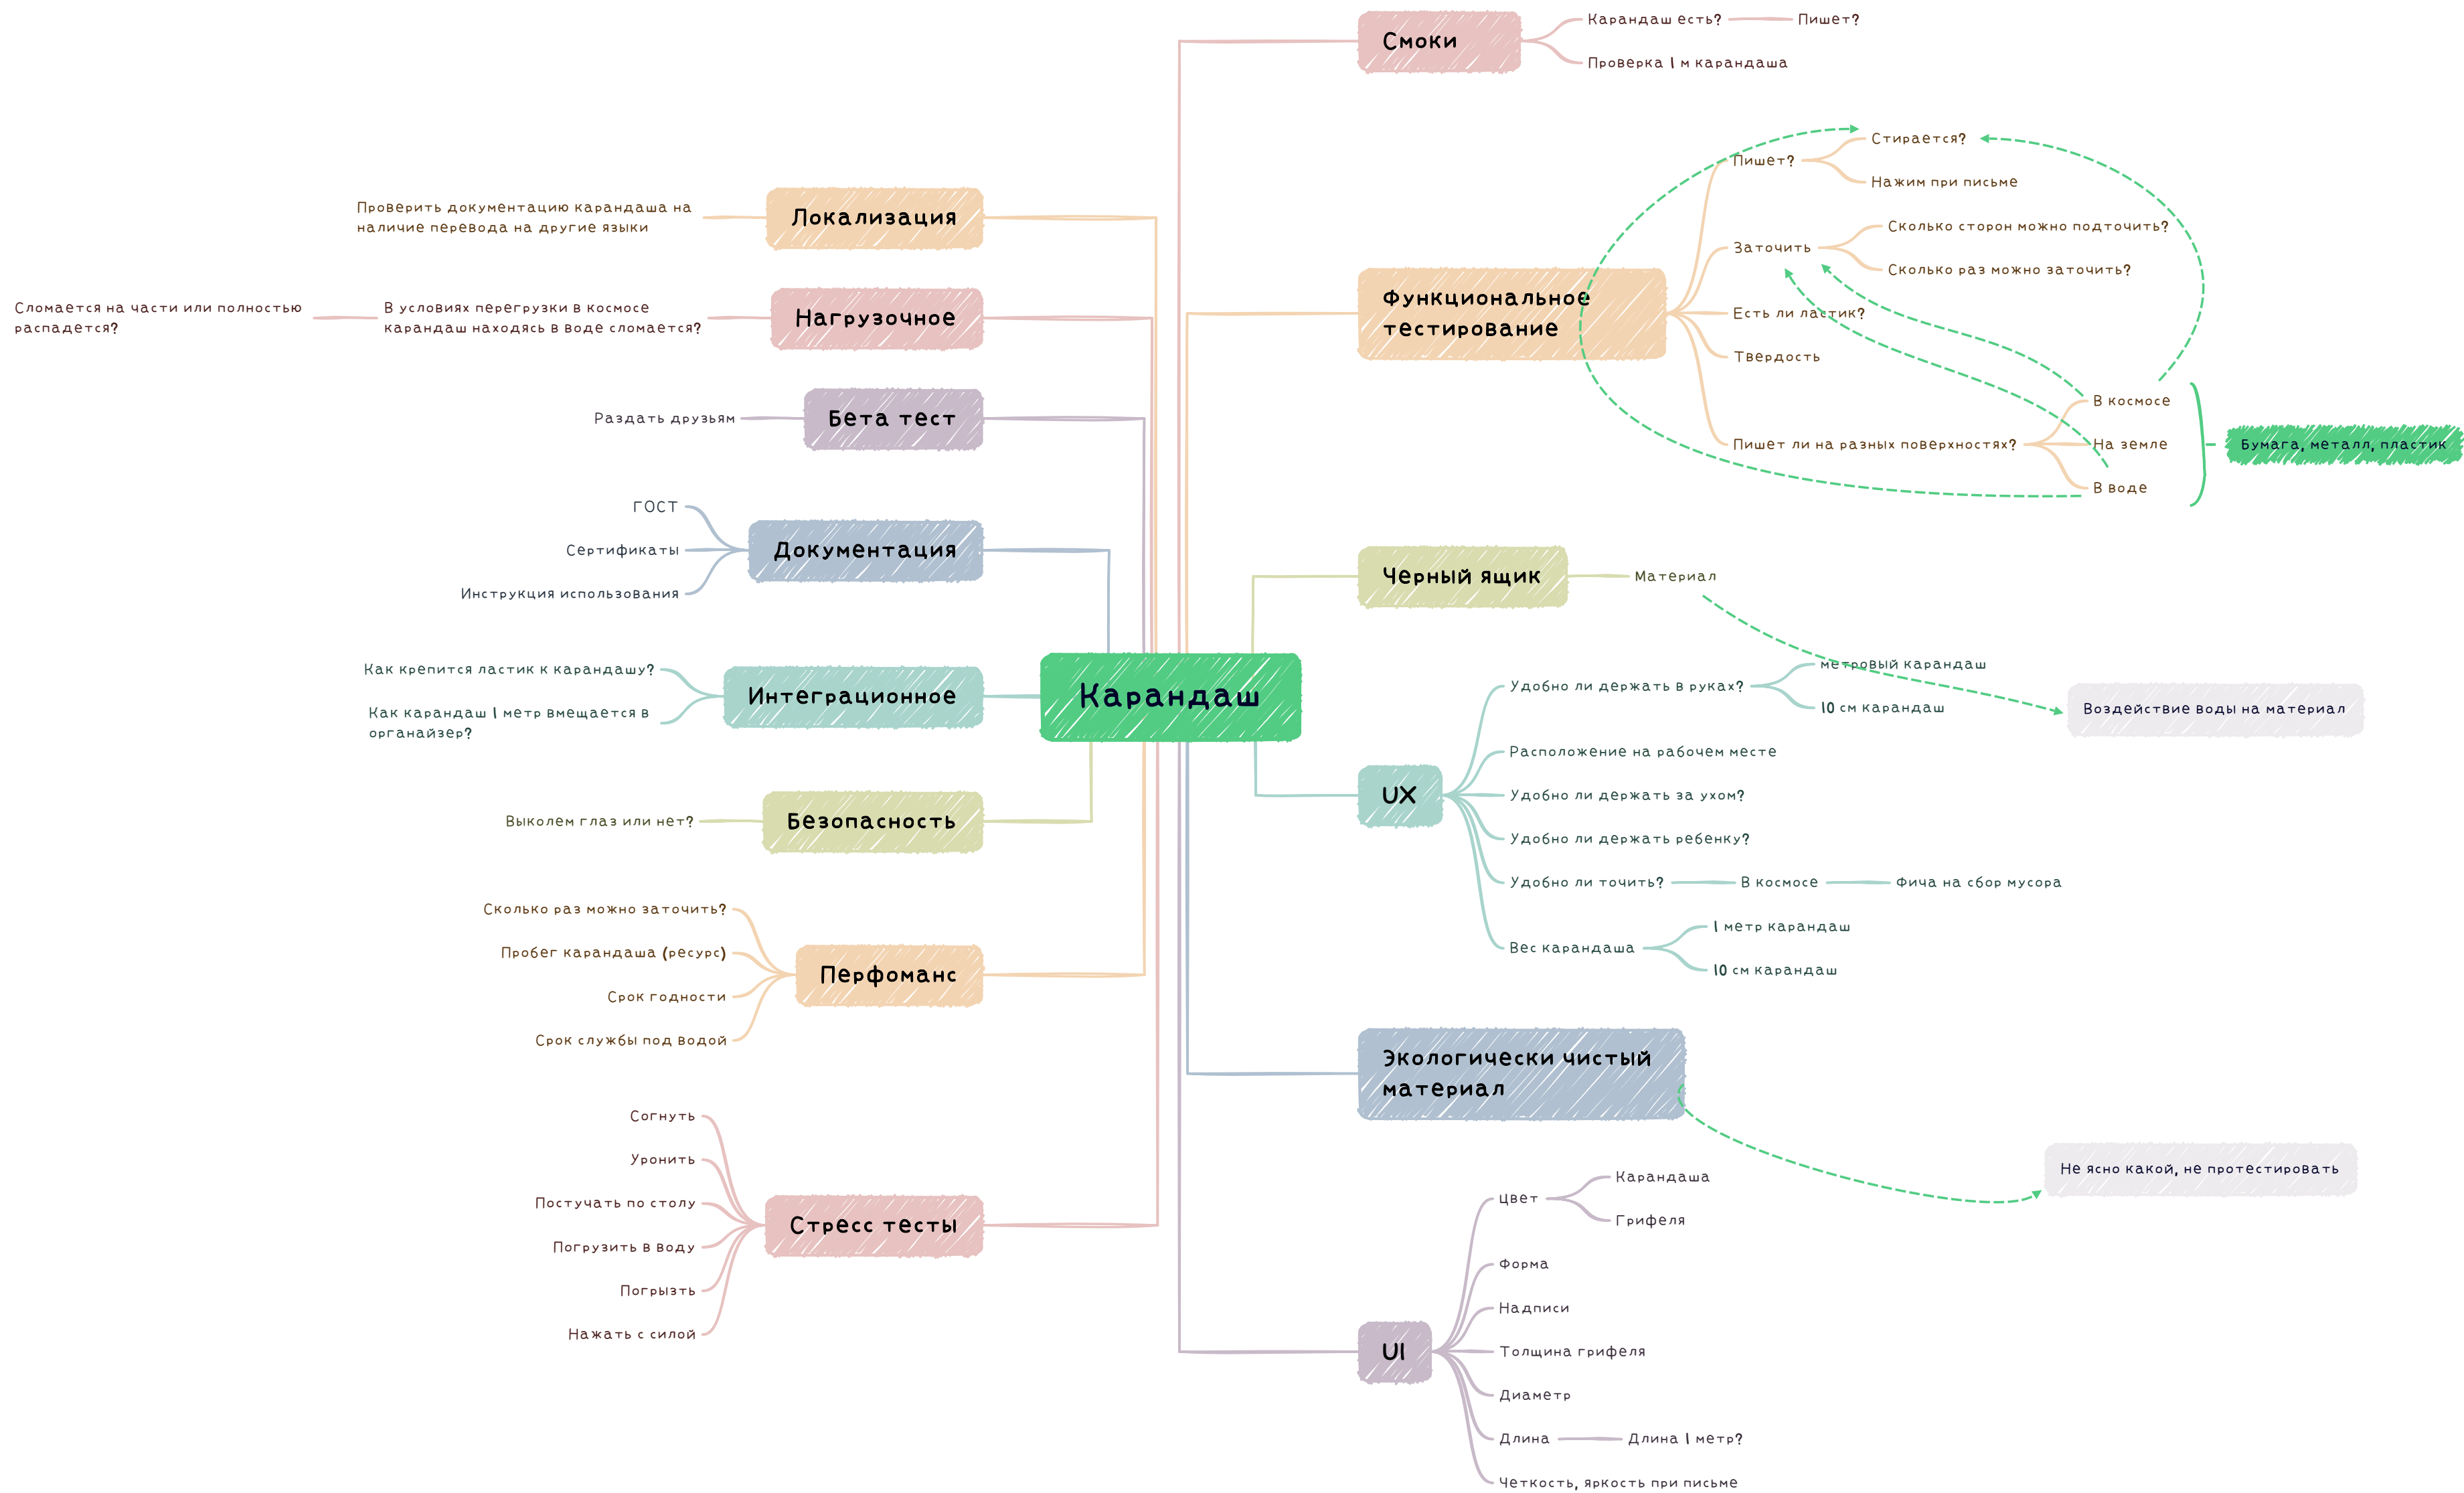 Карандаш
Смоки
Карандаш есть?
Пишет?
Проверка 1 м карандаша
Функциональное
тестирование
Пишет?
Стирается?
Нажим при письме
Заточить
Сколько сторон можно подточить?
Сколько раз можно заточить?
Есть ли ластик?
Твердость
Пишет ли на разных поверхностях?
В космосе
На земле
В воде
Бумага, металл, пластик
Черный ящик
Материал
Воздействие воды на материал
UX
Удобно ли держать в руках?
метровый карандаш
10 см карандаш
Расположение на рабочем месте
Удобно ли держать за ухом?
Удобно ли держать ребенку?
Удобно ли точить?
В космосе
Фича на сбор мусора
Вес карандаша
1 метр карандаш
10 см карандаш
Экологически чистый
материал
Не ясно какой, не протестировать
UI
цвет
Карандаша
Грифеля
Форма
Надписи
Толщина грифеля
Диаметр
Длина
Длина 1 метр?
Четкость, яркость при письме
Локализация
Проверить документацию карандаша на
наличие перевода на другие языки
Нагрузочное
В условиях перегрузки в космосе
карандаш находясь в воде сломается?
Сломается на части или полностью
распадется?
Бета тест
Раздать друзьям
Документация
ГОСТ
Сертификаты
Инструкция использования
Интеграционное
Как крепится ластик к карандашу?
Как карандаш 1 метр вмещается в
органайзер?
Безопасность
Выколем глаз или нет?
Перфоманс
Сколько раз можно заточить?
Пробег карандаша (ресурс)
Срок годности
Срок службы под водой
Стресс тесты
Согнуть
Уронить
Постучать по столу
Погрузить в воду
Погрызть
Нажать с силой